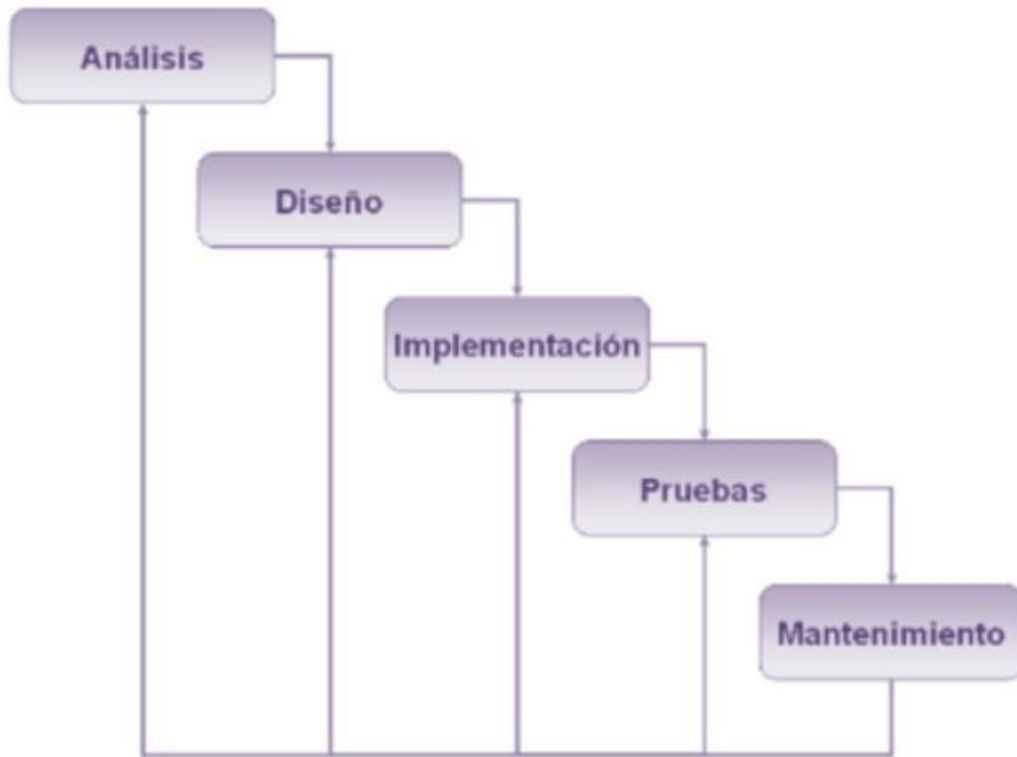 Análisis
Diseño
Implementación
Pruebas
Mantenimiento